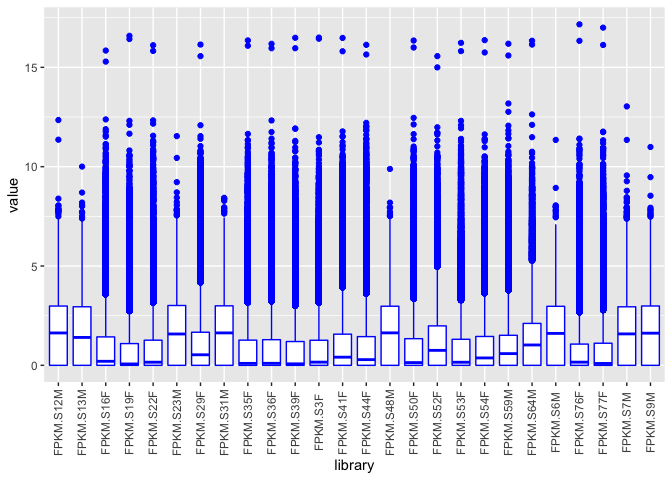 15
10
5
0
value
FPKM.S12M
FPKM.S13M
FPKM.S16F
FPKM.S19F
FPKM.S22F
FPKM.S23M
FPKM.S29F
FPKM.S31M
FPKM.S35F
FPKM.S36F
FPKM.S39F
FPKM.S3F
FPKM.S41F
FPKM.S44F
FPKM.S48M
FPKM.S50F
FPKM.S52F
FPKM.S53F
FPKM.S54F
FPKM.S59M
FPKM.S64M
FPKM.S6M
FPKM.S76F
FPKM.S77F
FPKM.S7M
FPKM.S9M
library